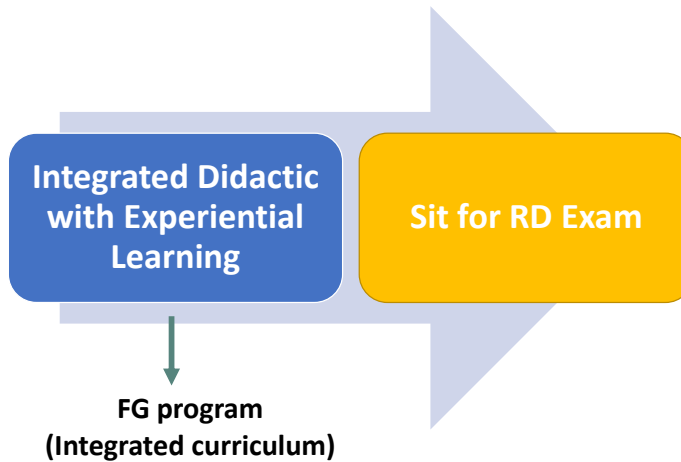 Integrated Didactic
with Experiential
Learning
Sit for RD Exam
FG program
(Integrated curriculum)